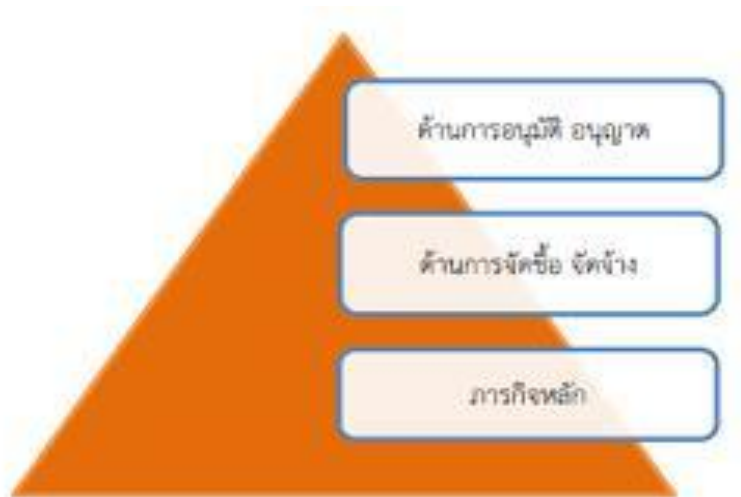 ด้านการอนุมัติ อนุญาต
ด้านการจัดซื้อ จัดจ้าง
ภารกิจหลัก